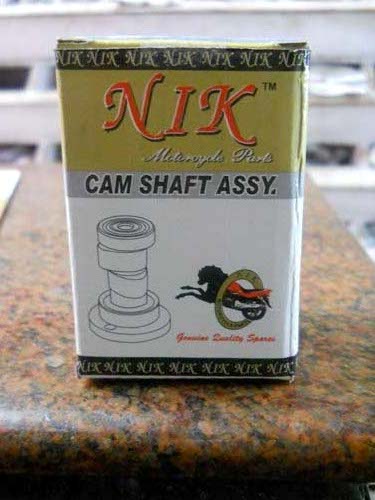 NIK NIK NIK NIK NIK NIK NIK
NIK™
Motorcycle Parts
CAM SHAFT ASSY.
Genuine Quality Spares
NIK NIK NIK NIK NIK NIK NIK NIK